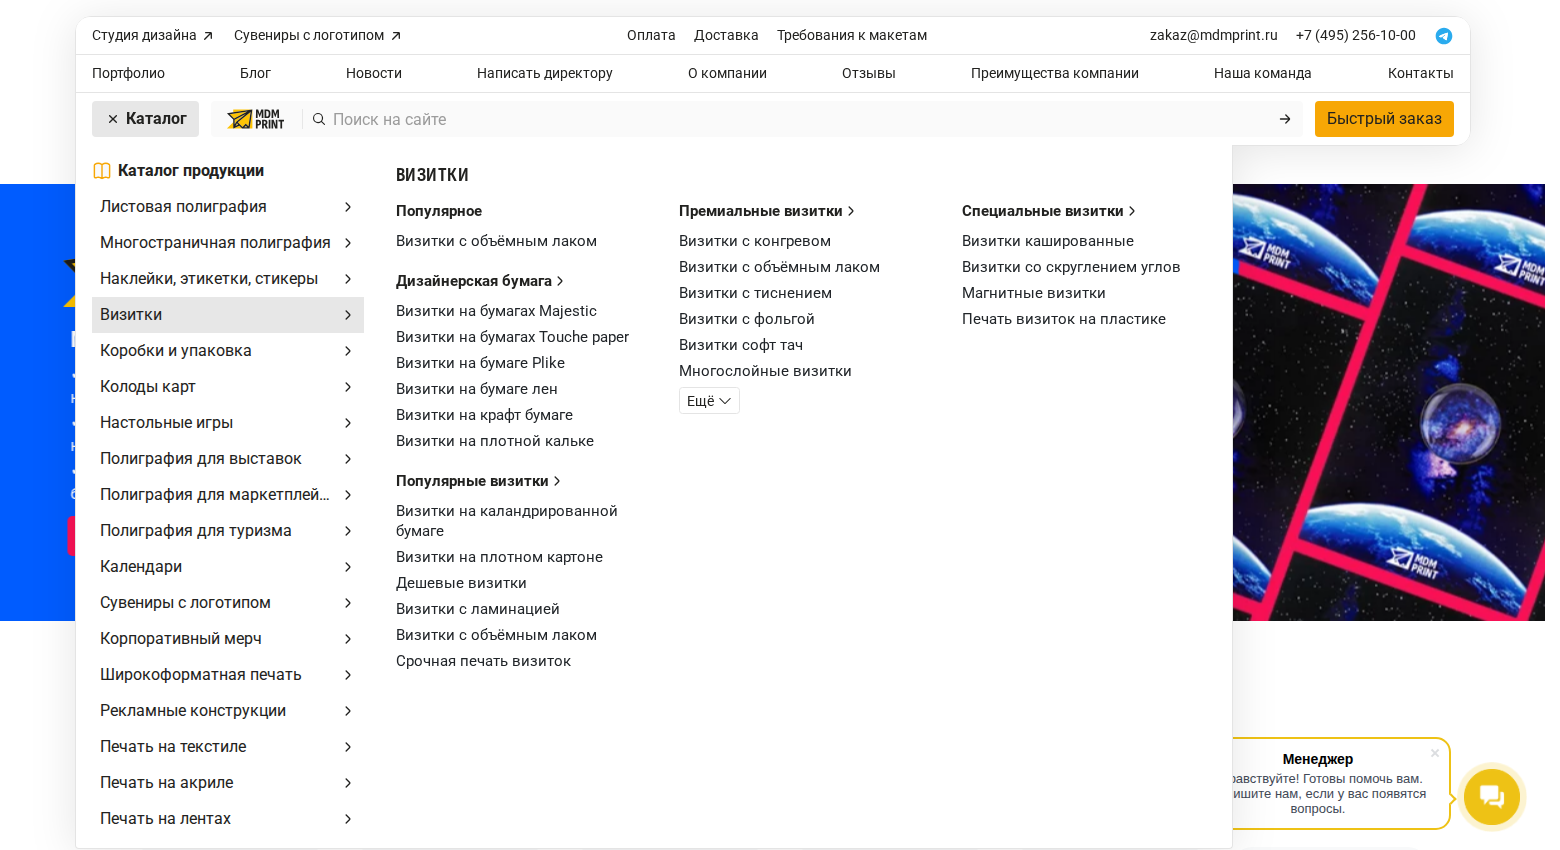 Студия дизайна
Сувениры с логотипом
Оплата
Доставка
Требования к макетам
zakaz@mdmprint.ru
+7 (495) 256-10-00
Портфолио
Блог
Новости
Написать директору
О компании
Отзывы
Преимущества компании
Наша команда
Контакты
Каталог
MDM
PRINT
Поиск на сайте
Быстрый заказ
Каталог продукции
Листовая полиграфия
Многостраничная полиграфия
Наклейки, этикетки, стикеры
Визитки
Коробки и упаковка
Колоды карт
Настольные игры
Полиграфия для выставок
Полиграфия для маркетплей...
Полиграфия для туризма
Календари
Сувениры с логотипом
Корпоративный мерч
Широкоформатная печать
Рекламные конструкции
Печать на текстиле
Печать на акриле
Печать на лентах
ВИЗИТКИ
Популярное
Визитки с объёмным лаком
Дизайнерская бумага
Визитки на бумагах Majestic
Визитки на бумагах Touche paper
Визитки на бумаге Plike
Визитки на бумаге лен
Визитки на крафт бумаге
Визитки на плотной кальке
Популярные визитки
Визитки на каландрированной
бумаге
Визитки на плотном картоне
Дешевые визитки
Визитки с ламинацией
Визитки с объёмным лаком
Срочная печать визиток
Премиальные визитки
Визитки с конгревом
Визитки с объёмным лаком
Визитки с тиснением
Визитки с фольгой
Визитки софт тач
Многослойные визитки
Ещё
Специальные визитки
Визитки кашированные
Визитки со скруглением углов
Магнитные визитки
Печать визиток на пластике
MDM
PRINT
MDM
PRINT
MDM
PRINT
Менеджер
равствуйте! Готовы помочь вам.
ишите нам, если у вас появятся
вопросы.